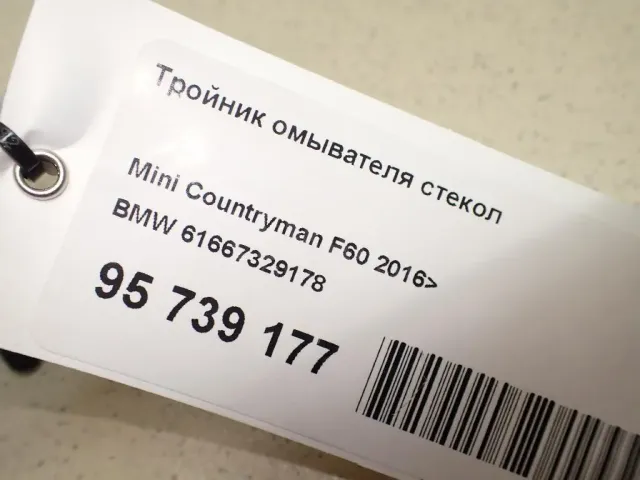 Тройник омывателя стекол
Mini Countryman F60 2016>
BMW 61667329178
95 739 177